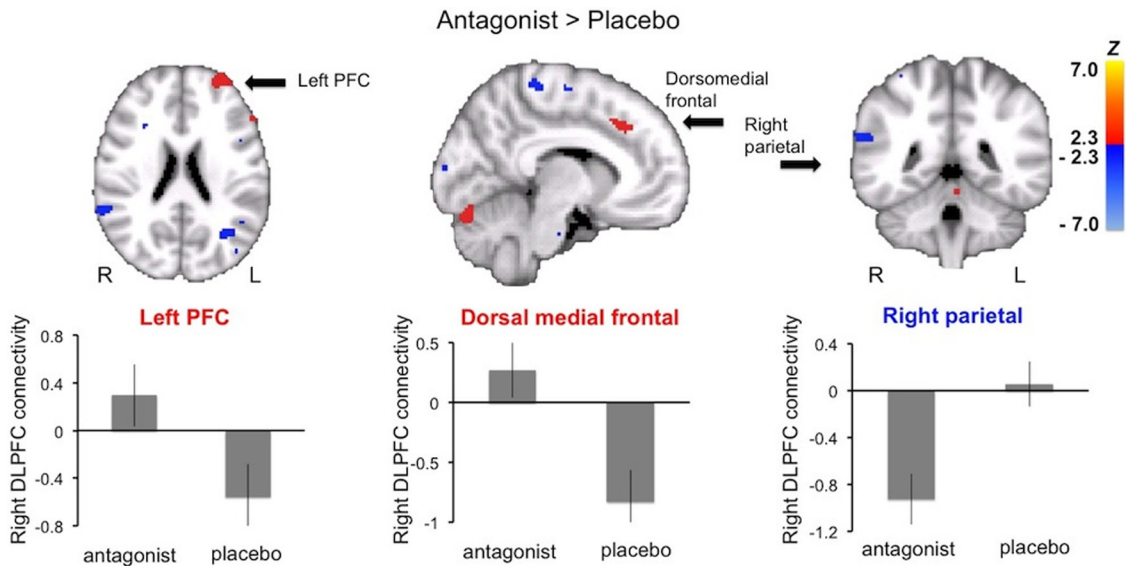 Antagonist > Placebo
Left PFC
Dorsomedial
frontal
Right
parietal
Z
7.0
2.3
- 2.3
- 7.0
R
L
R
L
Left PFC
Right DLPFC connectivity
0.8
0.4
0
-0.4
-0.8
antagonist
placebo
Dorsal medial frontal
Right DLPFC connectivity
0.5
0
-0.5
-1
antagonist
placebo
Right parietal
Right DLPFC connectivity
0.4
0
-0.4
-0.8
-1.2
antagonist
placebo